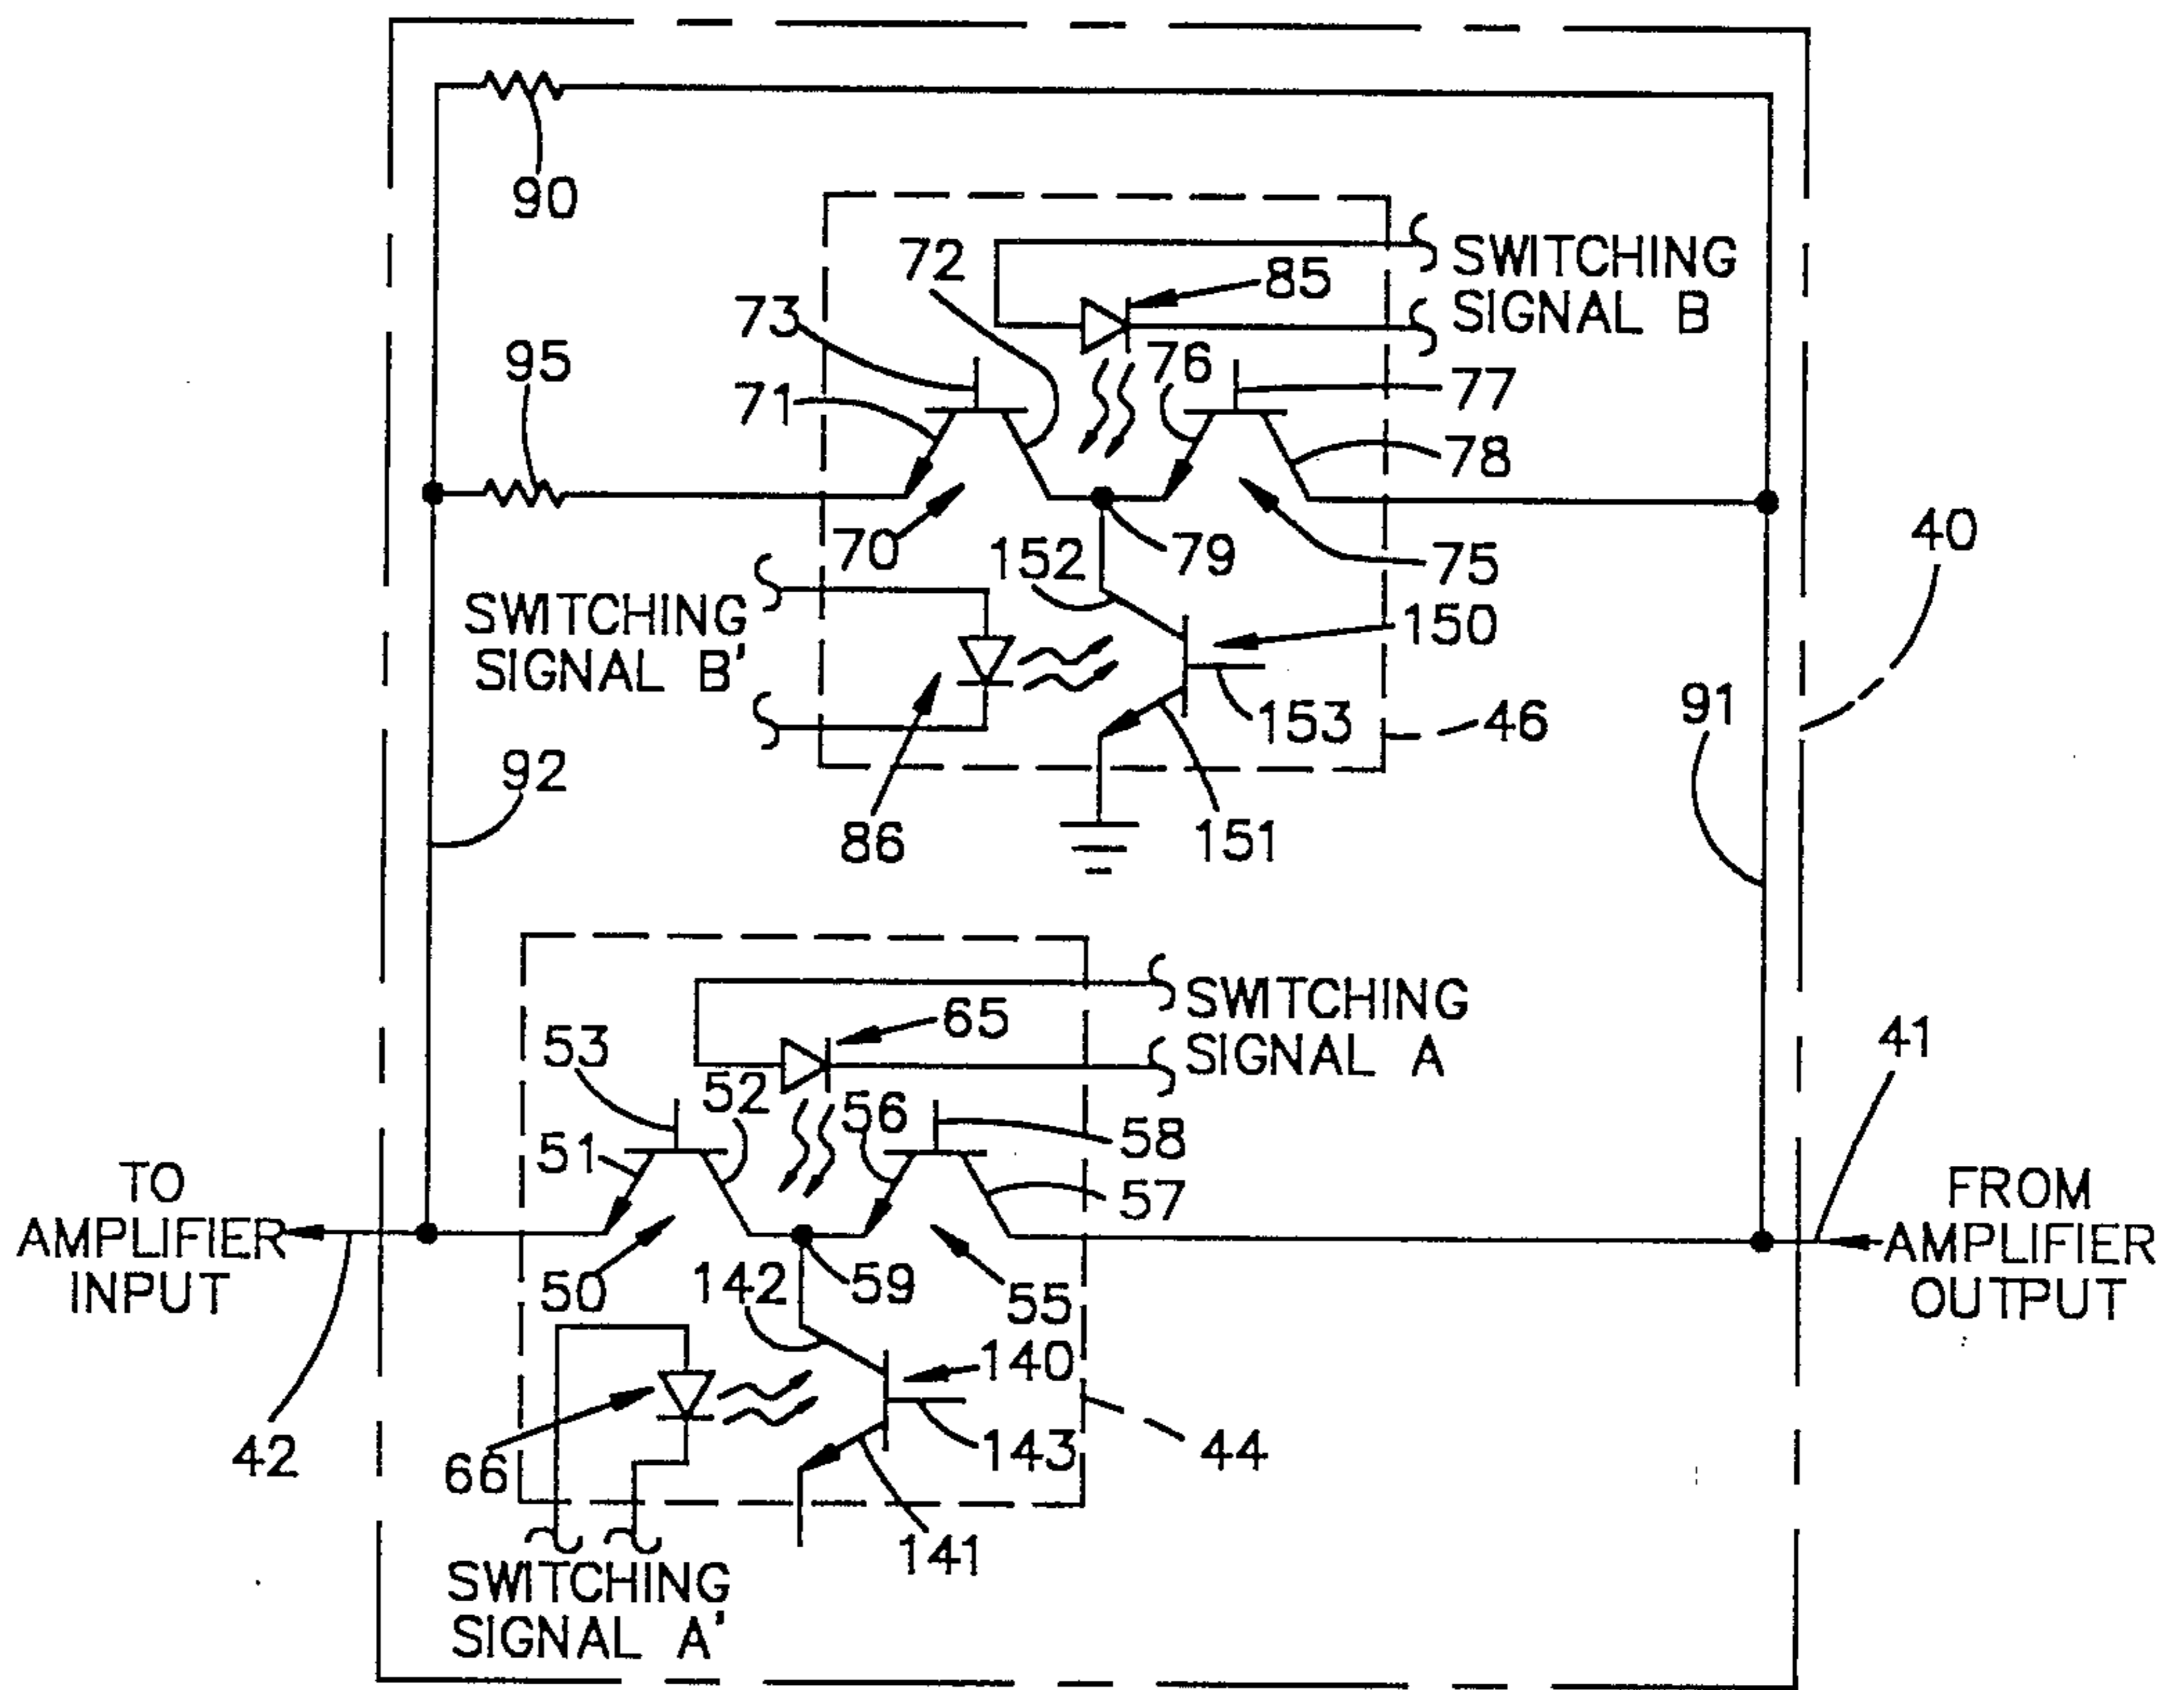 90
72
SWITCHING
SIGNAL B
85
73
76
95
71
77
78
70
152
79
75
40
SWITCHING
SIGNAL B'
150
153
46
91
92
86
151
SWITCHING
SIGNAL A
65
53
52
56
58
41
51
57
TO
AMPLIFIER
INPUT
FROM
AMPLIFIER
OUTPUT
50
142
59
55
140
42
66
143
44
141
SWITCHING
SIGNAL A'